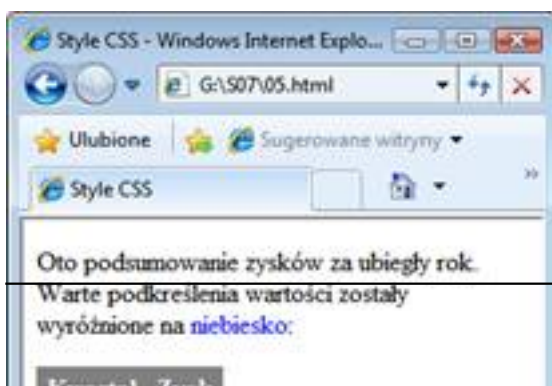 Style CSS - Windows Internet Explo...
G:\S07\05.html
Ulubione Sugerowane witryny
Style CSS
Oto podsumowanie zysków za ubiegły rok.
Warte podkreślenia wartości zostały
wyróżnione na niebiesko: